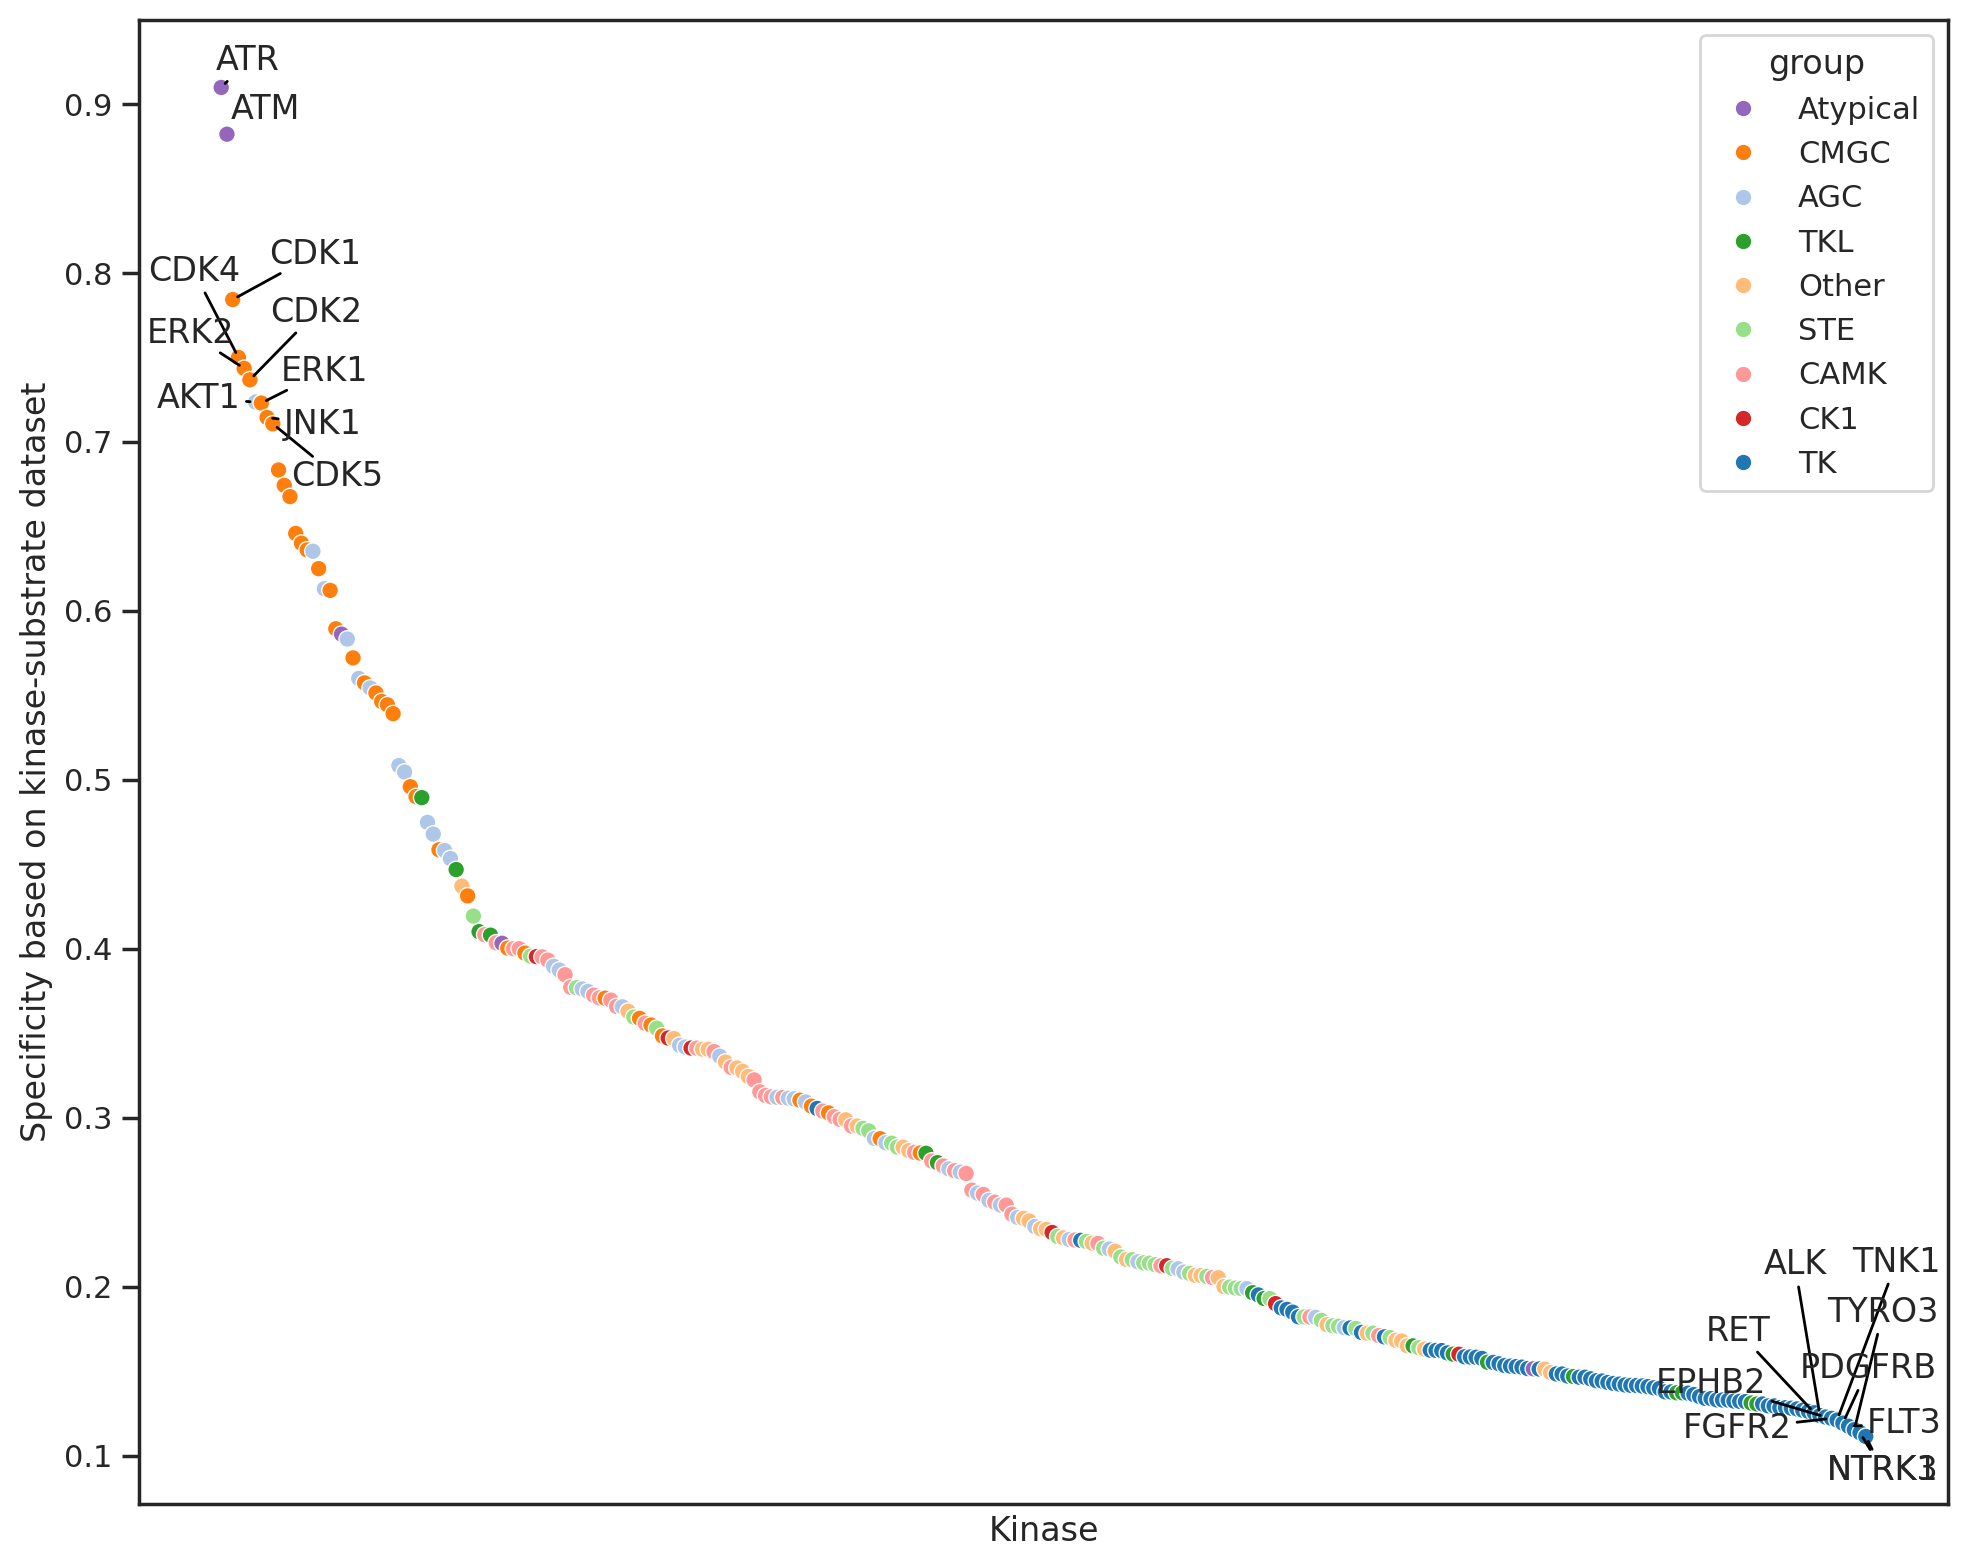 ATR
ATM
CDK1
CDK4
CDK2
ERK2
ERK1
AKT1
JNK1
CDK5
group
Atypical
CMGC
AGC
TKL
Other
STE
CAMK
CK1
TK
0.9
0.8
0.7
0.6
0.5
0.4
0.3
0.2
0.1
Specificity based on kinase-substrate dataset
TNK1
ALK
TYRO3
RET
PDGFRB
EPHB2
FLT3
FGFR2
Kinase